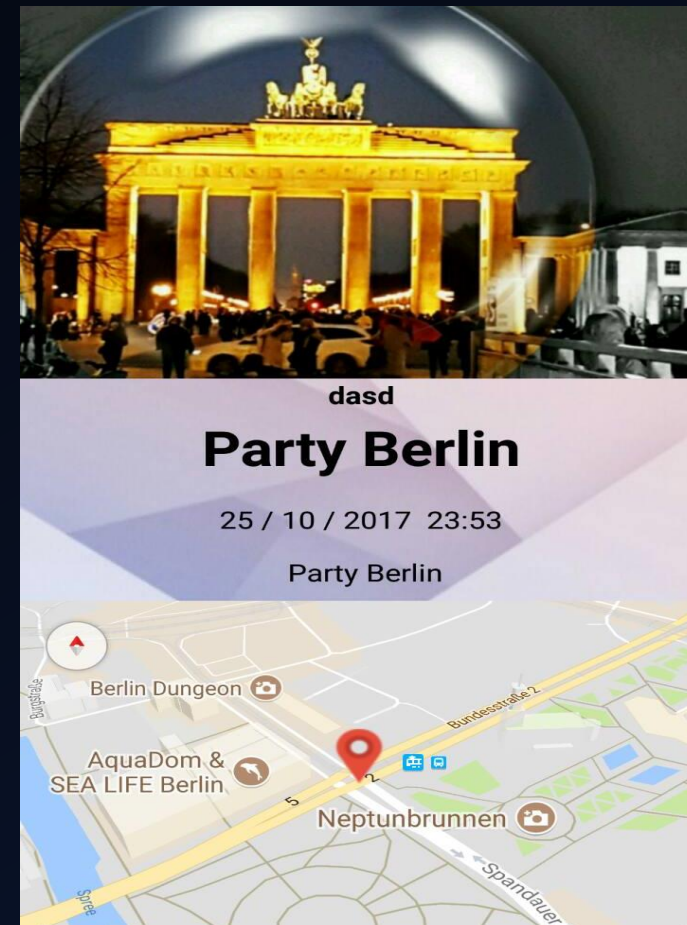 dasd
Party Berlin
25 / 10 / 2017 23:53
Party Berlin
Burgstraße
Berlin Dungeon
Bundesstraße 2
AquaDom &
SEA LIFE Berlin
2
5
Neptunbrunnen
Spandauer
Spree